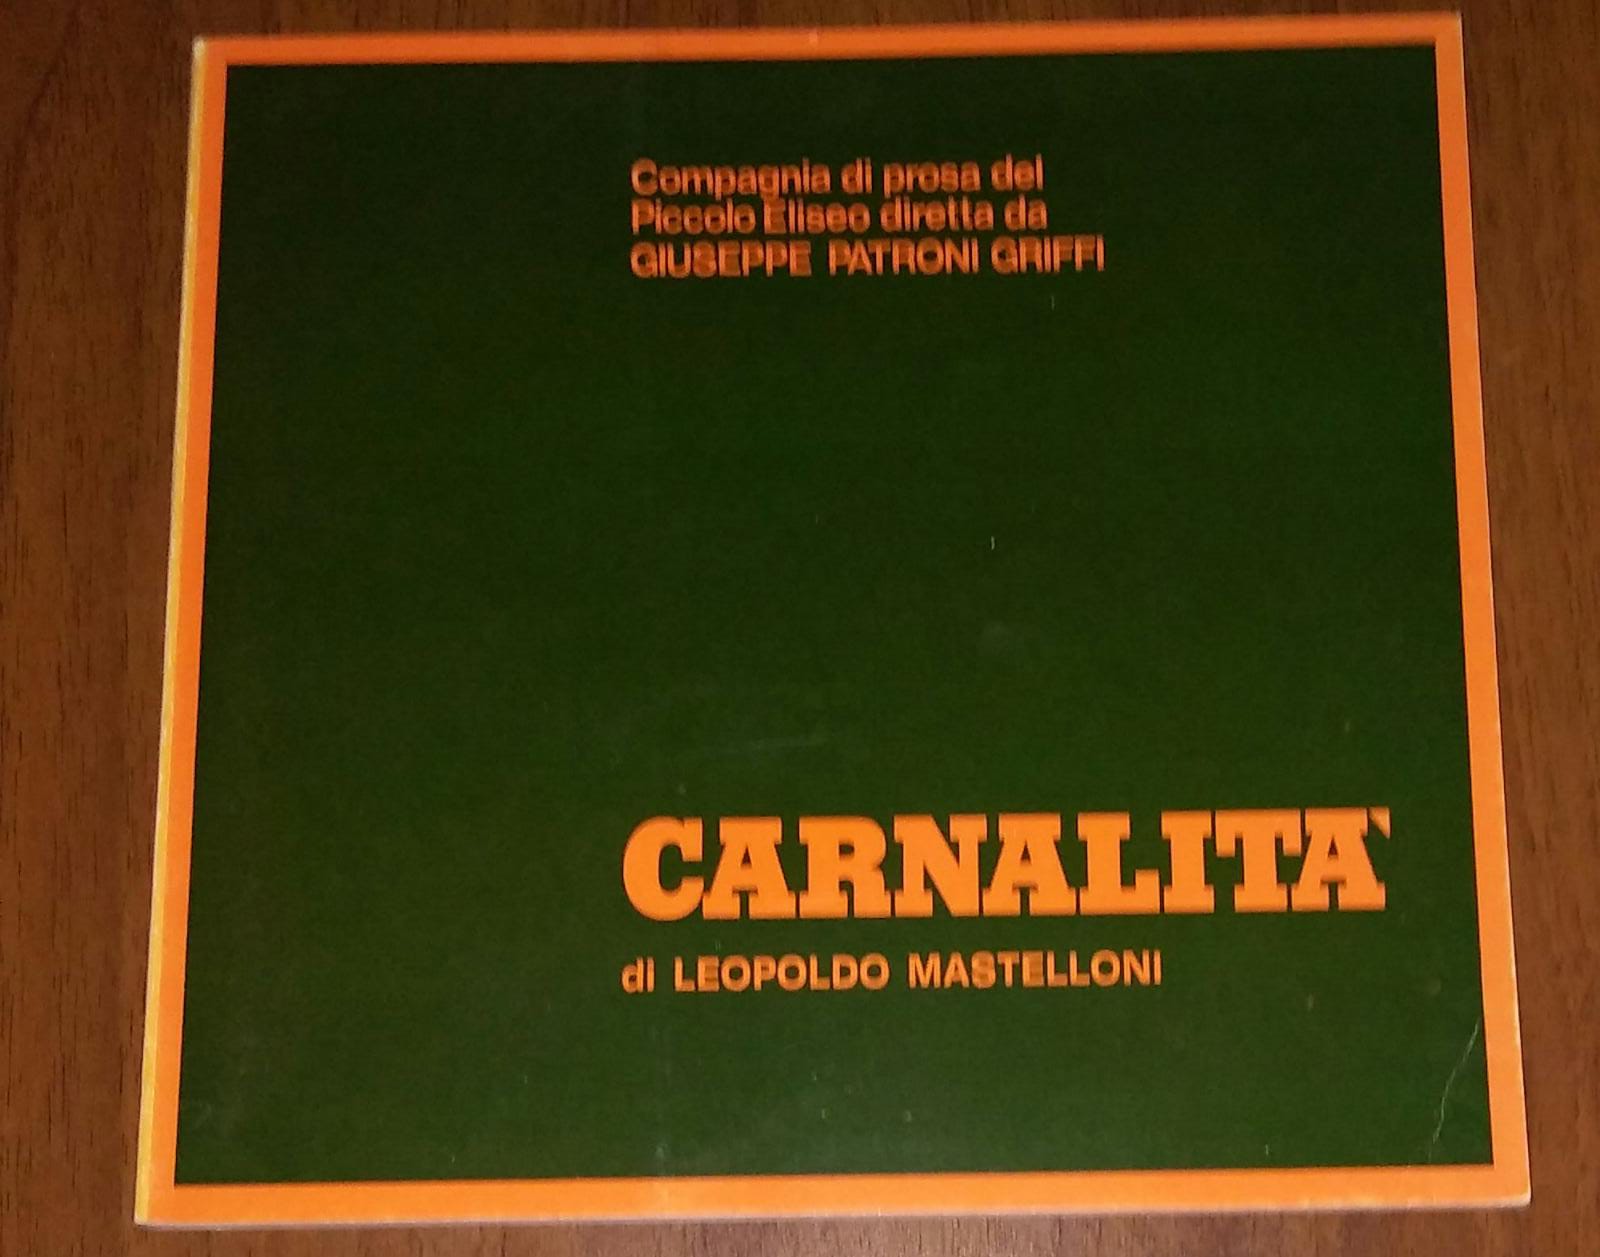 Compagnia di prosa del
Piccolo Eliseo diretta da
GIUSEPPE PATRONI GRIFFI
CARNALITA'
di LEOPOLDO MASTELLONI